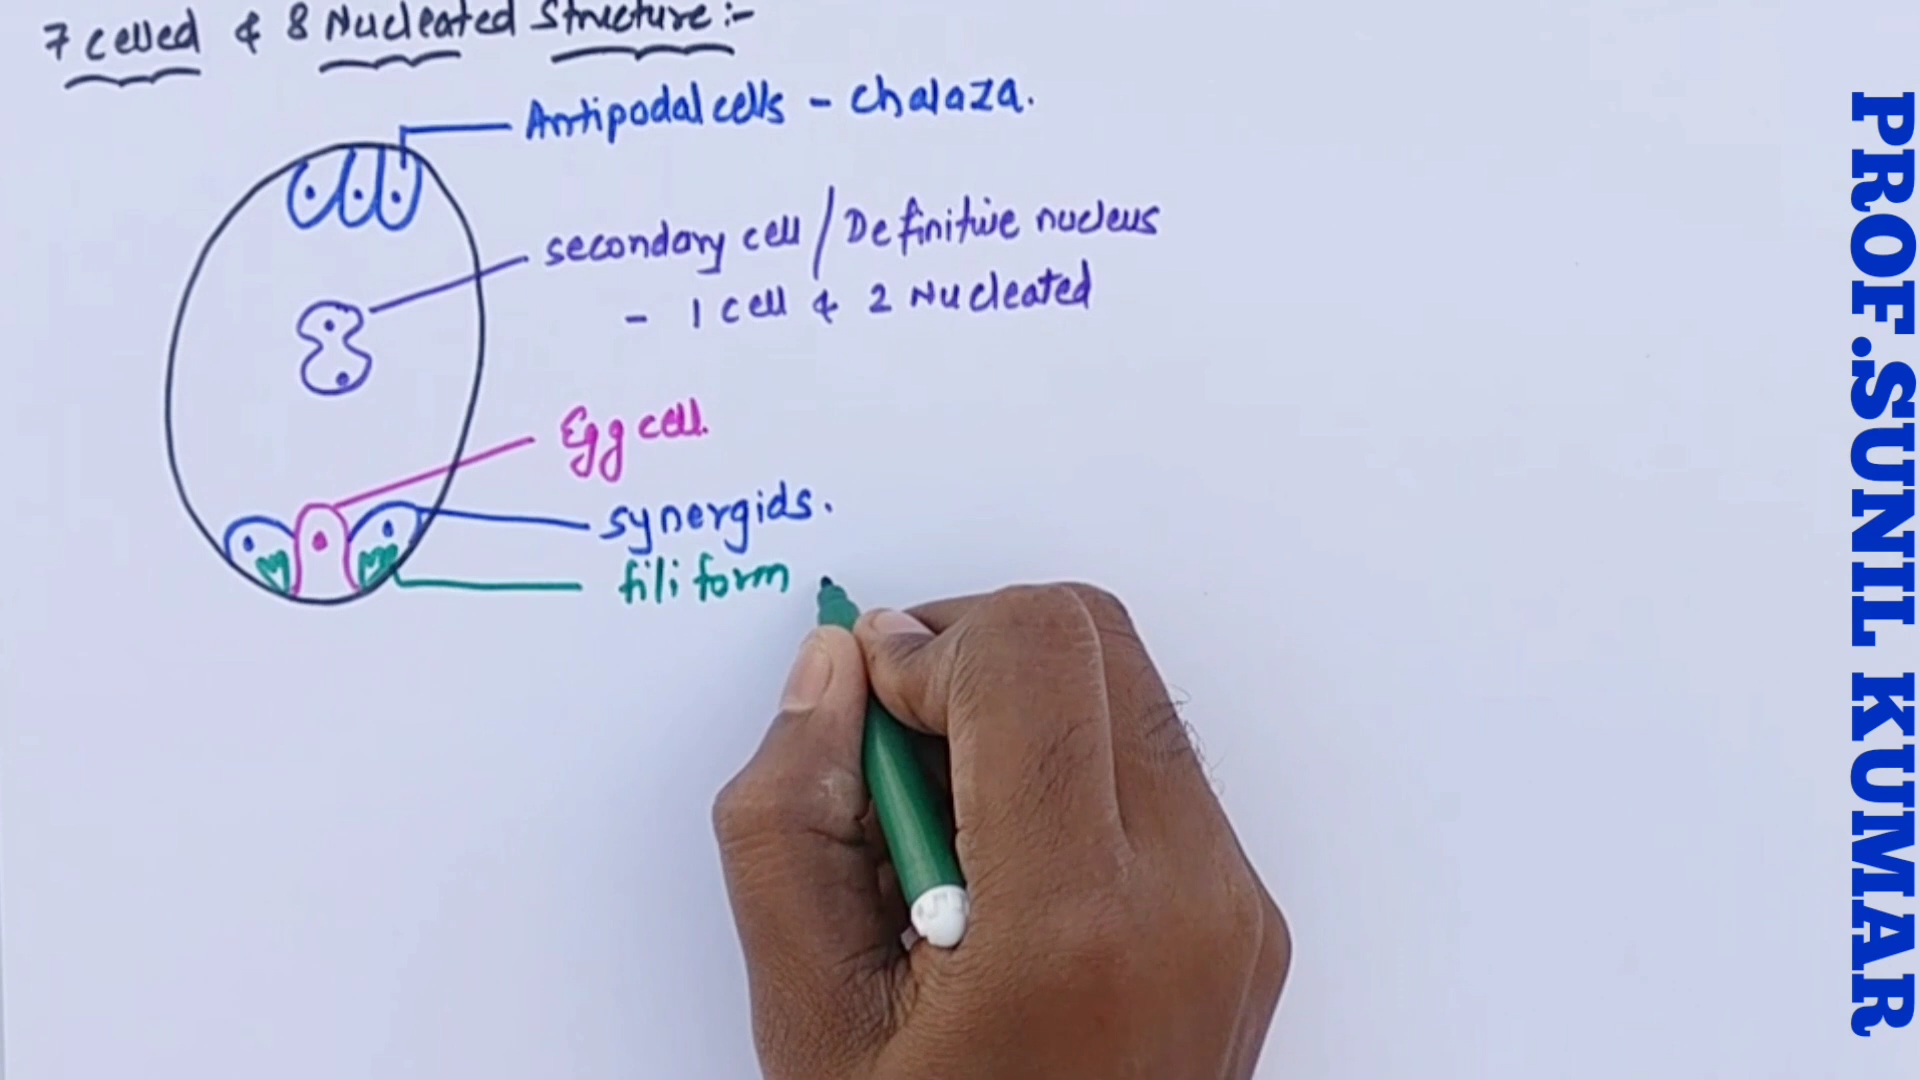 7 celled & 8 Nucleated Structure:-
Antipodal cells - chalaza.
secondary cell / Definitive nucleus
- 1 cell & 2 Nucleated
Egg cell.
synergids.
filiform
PROF.SUNIL KUMAR